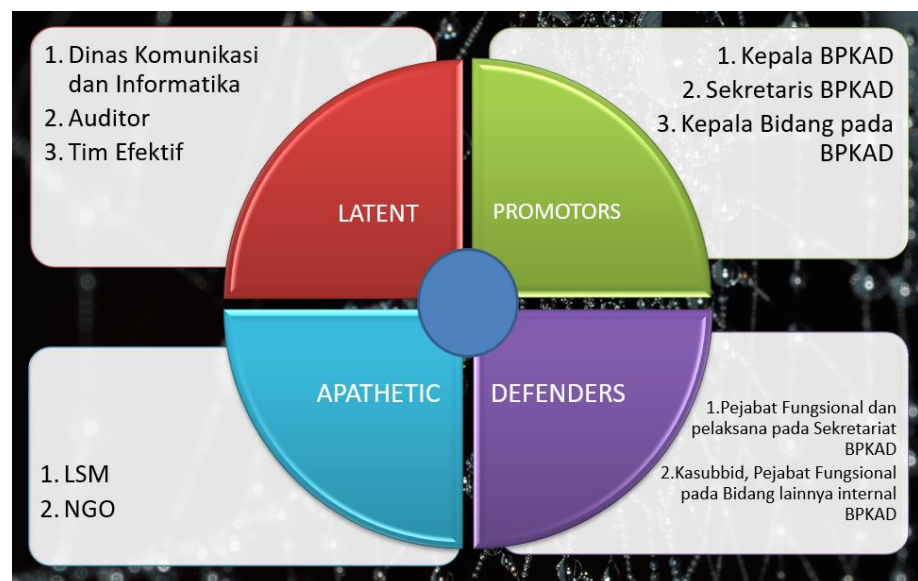 1. Dinas Komunikasi
dan Informatika
2. Auditor
3. Tim Efektif
1. Kepala BPKAD
2. Sekretaris BPKAD
3. Kepala Bidang pada
BPKAD
LATENT
PROMOTORS
APATHETIC
DEFENDERS
1. LSM
2. NGO
1.Pejabat Fungsional dan
pelaksana pada Sekretariat
BPKAD
2.Kasubbid, Pejabat Fungsional
pada Bidang lainnya internal
BPKAD